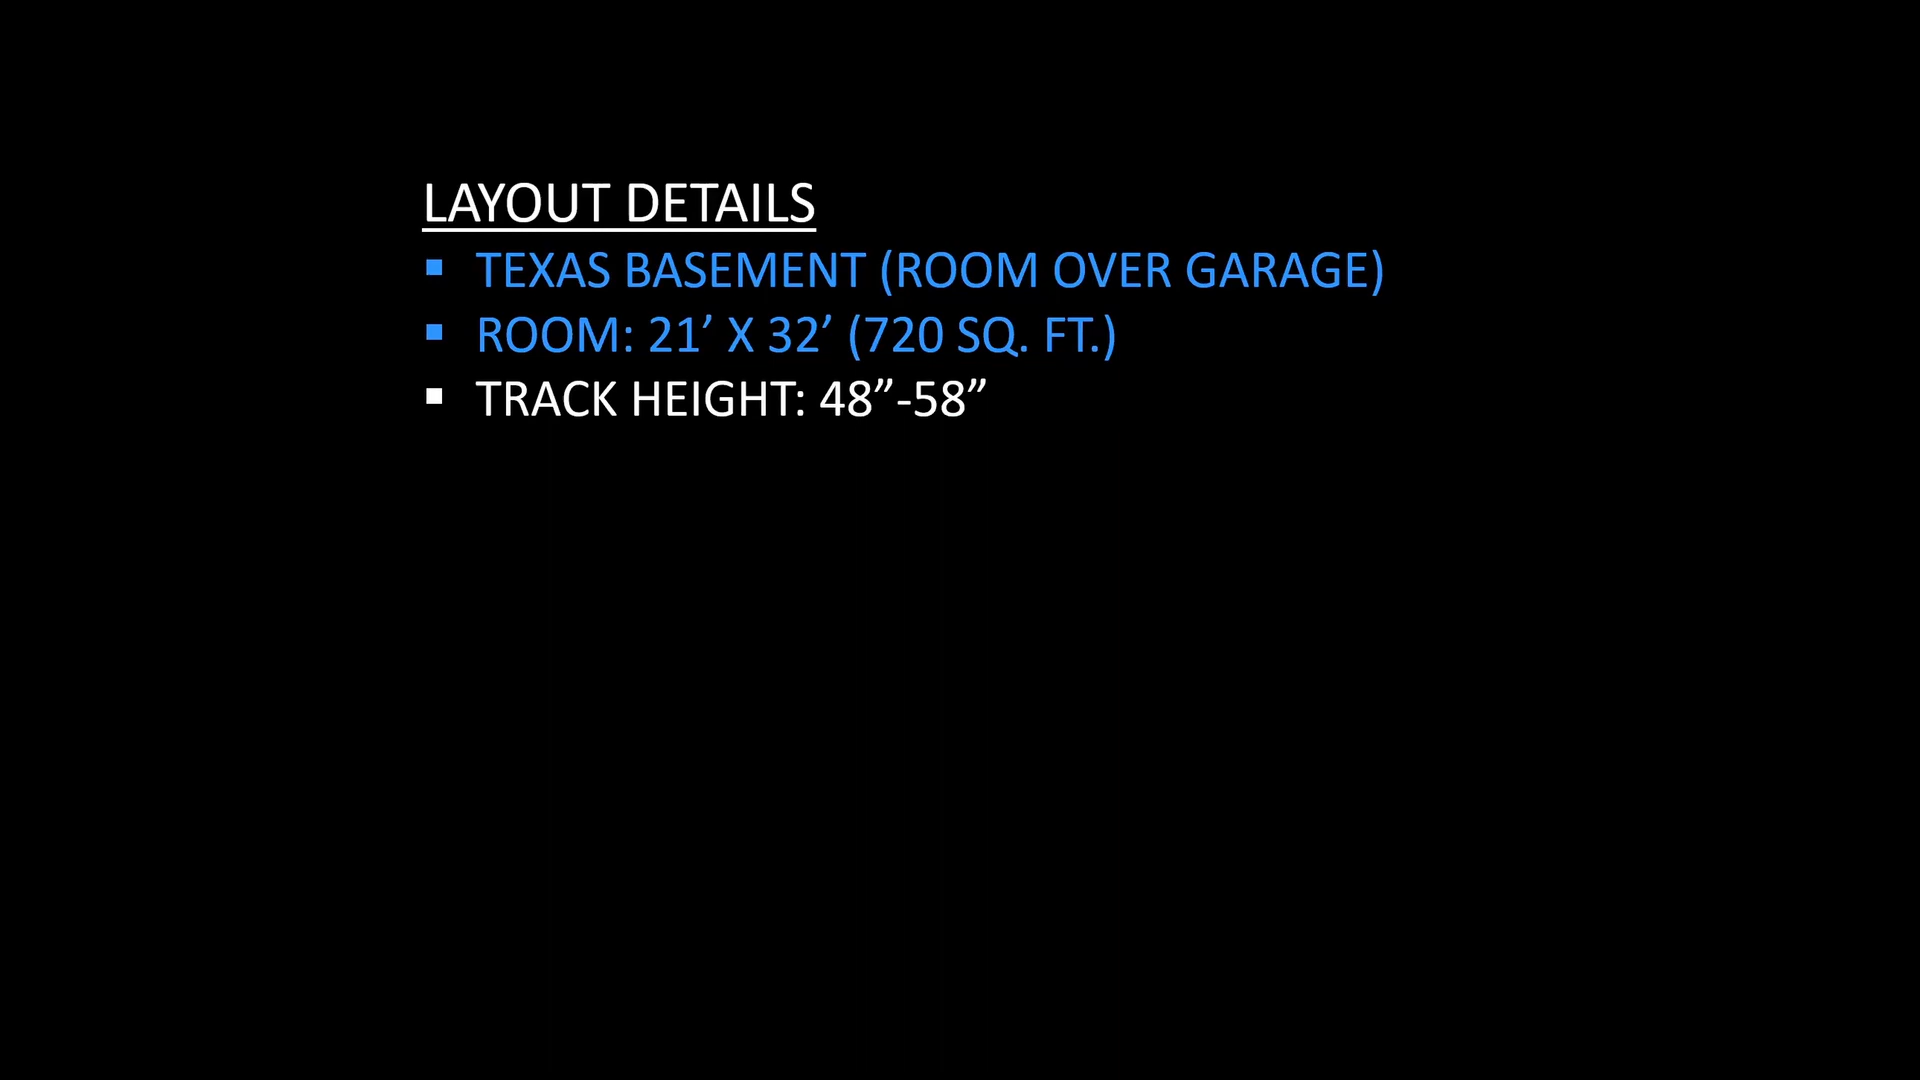 LAYOUT DETAILS
▪ TEXAS BASEMENT (ROOM OVER GARAGE)
▪ ROOM: 21’ X 32’ (720 SQ. FT.)
▪ TRACK HEIGHT: 48”-58”